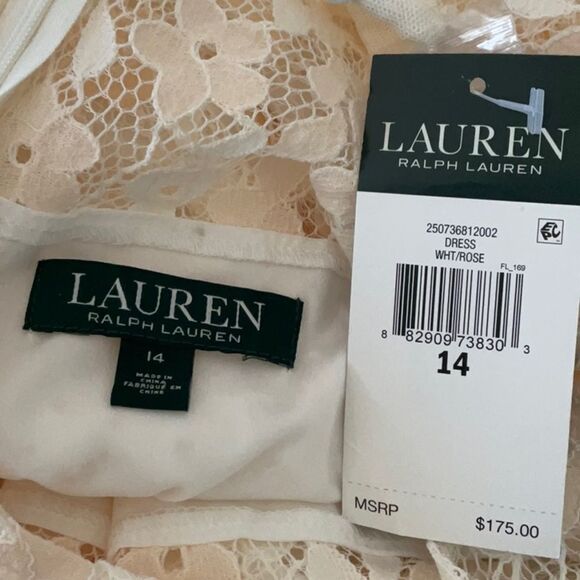 LAUREN
RALPH LAUREN
14
MADE IN
CHINA
FABRIQUÉ EN
CHINE
LAUREN
RALPH LAUREN
250736812002
DRESS
WHT/ROSE
FL_169
8 82909 73830 3
14
MSRP
$175.00